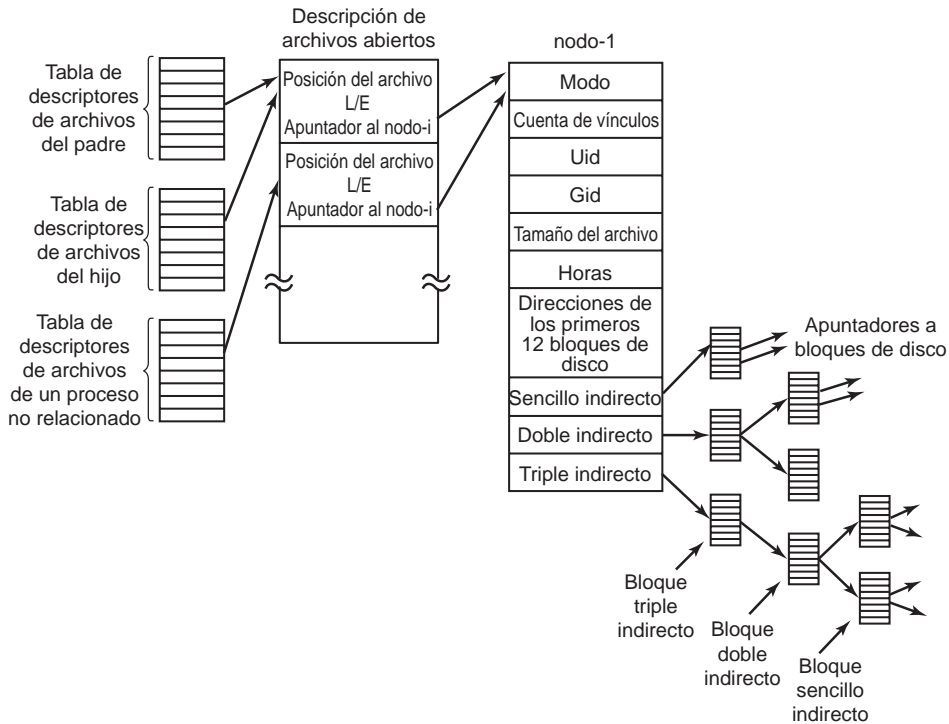 Descripción de
archivos abiertos
nodo-1
Tabla de
descriptores
de archivos
del padre
Posición del archivo
L/E
Apuntador al nodo-i
Posición del archivo
L/E
Apuntador al nodo-i
Tabla de
descriptores
de archivos
del hijo
Tabla de
descriptores
de archivos
de un proceso
no relacionado
Modo
Cuenta de vínculos
Uid
Gid
Tamaño del archivo
Horas
Direcciones de
los primeros
12 bloques de
disco
Sencillo indirecto
Doble indirecto
Triple indirecto
Apuntadores a
bloques de disco
Bloque
triple
indirecto
Bloque
doble
indirecto
Bloque
sencillo
indirecto